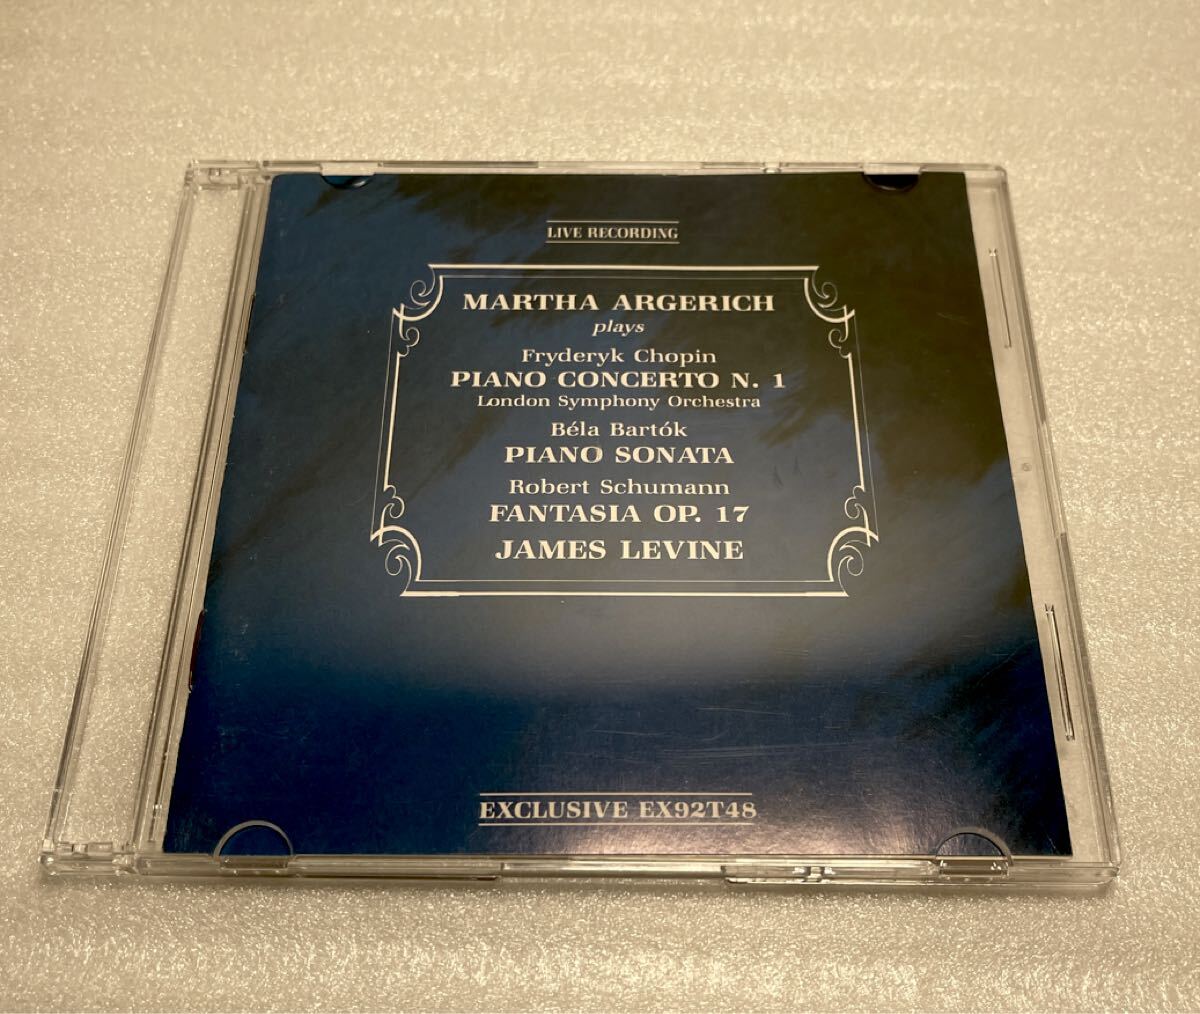 LIVE RECORDING
MARTHA ARGERICH
plays
Fryderyk Chopin
PIANO CONCERTO N. 1
London Symphony Orchestra
Béla Bartók
PIANO SONATA
Robert Schumann
FANTASIA OP. 17
JAMES LEVINE
EXCLUSIVE EX92T48